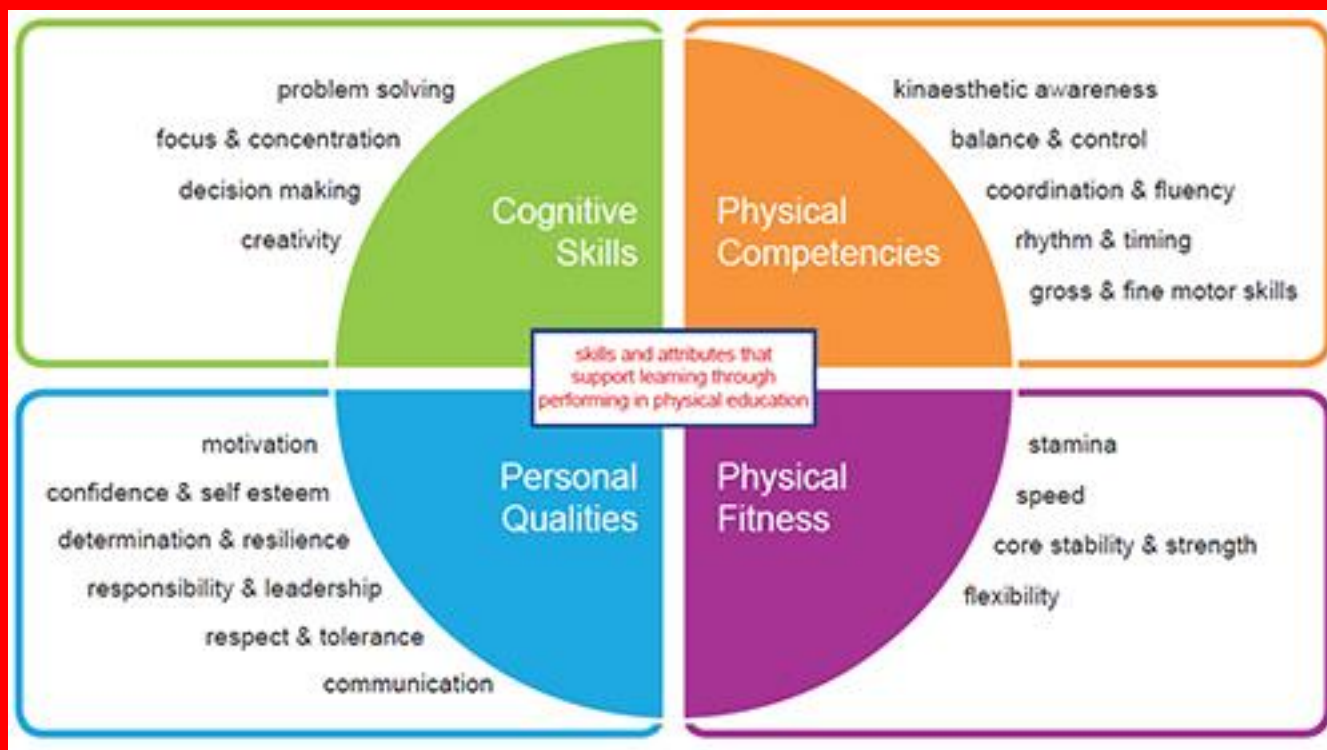 problem solving
focus & concentration
decision making
creativity
Cognitive
Skills
kinaesthetic awareness
balance & control
coordination & fluency
rhythm & timing
gross & fine motor skills
Physical
Competencies
skills and attributes that
support learning through
performing in physical education
motivation
confidence & self esteem
determination & resilience
responsibility & leadership
respect & tolerance
communication
Personal
Qualities
stamina
speed
core stability & strength
flexibility
Physical
Fitness